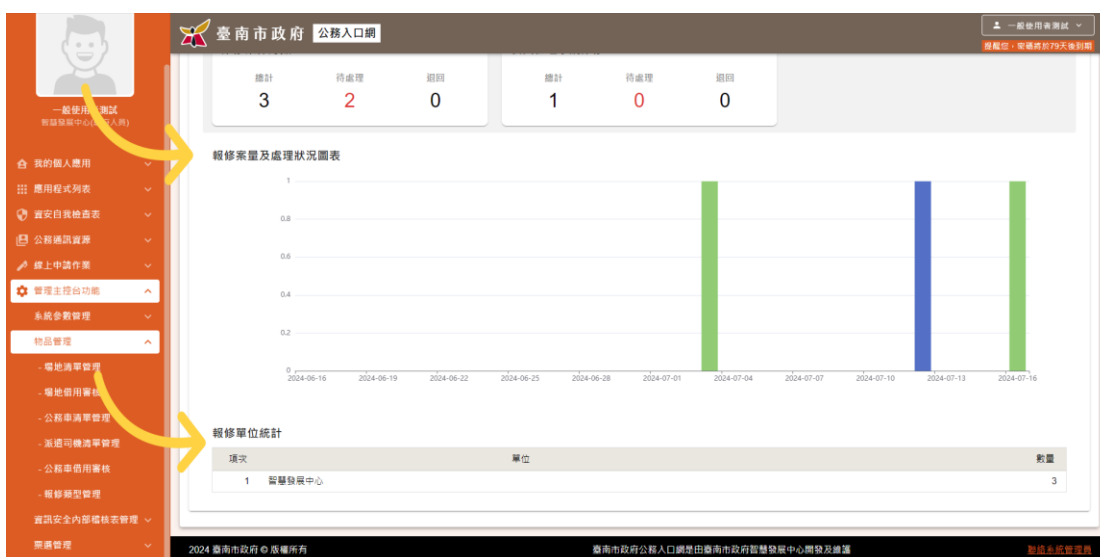 臺南市政府 公務人口網
一般使用者測試
提醒您，密碼將於79天後到期
一般使用 測試
智慧發展中心( 人員)
我的個人應用
應用程式列表
資安自我檢查表
公務通訊資源
線上申請作業
管理主控台功能
系統參數管理
物品管理
- 場地清單管理
- 場地借用審核
- 公務車清單管理
- 派遣司機清單管理
- 公務車借用審核
- 報修類型管理
資訊安全內部稽核表管理
票選管理
總計 待處理 退回
3 2 0
總計 待處理 退回
1 0 0
報修案量及處理狀況圖表
1
0.8
0.6
0.4
0.2
0
2024-06-16 2024-06-19 2024-06-22 2024-06-25 2024-06-28 2024-07-01 2024-07-04 2024-07-07 2024-07-10 2024-07-13 2024-07-16
報修單位統計
項次 單位 數量
1 智慧發展中心 3
2024 臺南市政府 © 版權所有
臺南市政府公務人口網是由臺南市政府智慧發展中心開發及維護
聯絡系統管理員